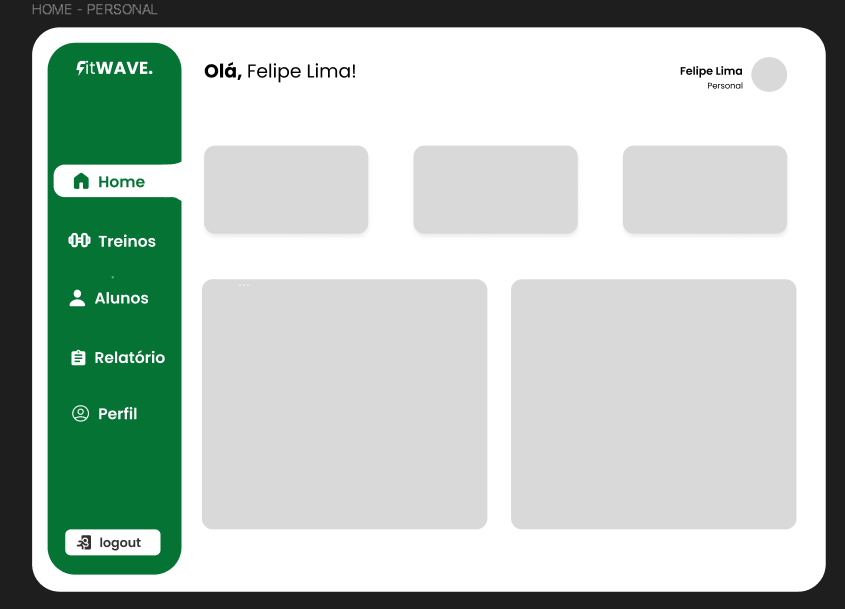 HOME - PERSONAL
fitWAVE.
Olá, Felipe Lima!
Felipe Lima
Personal
Home
Treinos
Alunos
Relatório
Perfil
logout